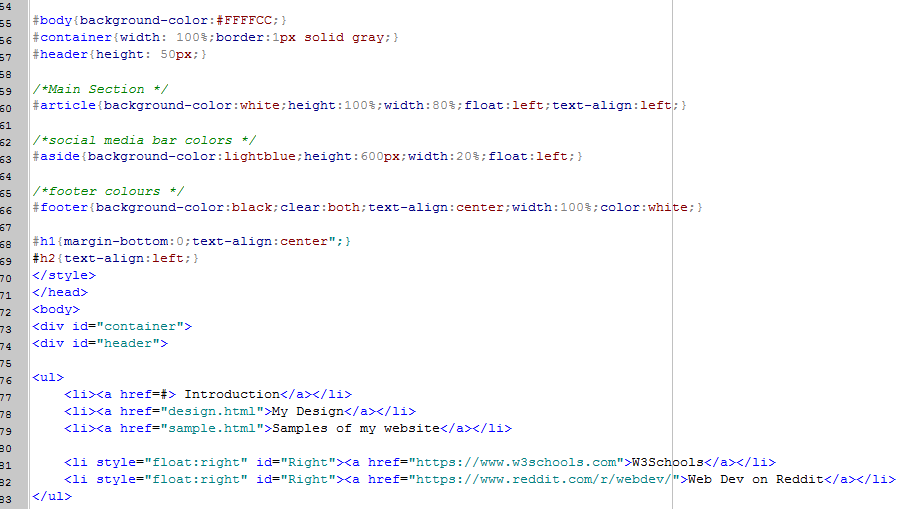 54
55 #body{background-color:#FFFFCC;}
56 #container{width: 100%;border:1px solid gray;}
57 #header{height: 50px;}
58
59 /*Main Section */
60 #article{background-color:white;height:100%;width:80%;float:left;text-align:left;}
61
62 /*social media bar colors */
63 #aside{background-color:lightblue;height:600px;width:20%;float:left;}
64
65 /*footer colours */
66 #footer{background-color:black;clear:both;text-align:center;width:100%;color:white;}
67
68 #h1{margin-bottom:0;text-align:center";}
69 #h2{text-align:left;}
70 </style>
71 </head>
72 <body>
73 <div id="container">
74 <div id="header">
75
76 <ul>
77 <li><a href=#> Introduction</a></li>
78 <li><a href="design.html">My Design</a></li>
79 <li><a href="sample.html">Samples of my website</a></li>
80
81 <li style="float:right" id="Right"><a href="https://www.w3schools.com">W3Schools</a></li>
82 <li style="float:right" id="Right"><a href="https://www.reddit.com/r/webdev/">Web Dev on Reddit</a></li>
83 </ul>